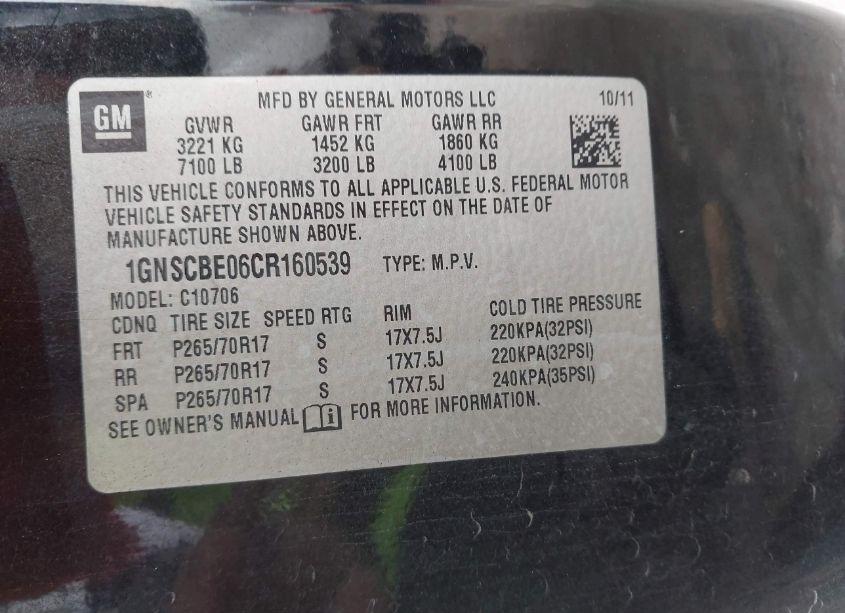 GM ®
MFD BY GENERAL MOTORS LLC 10/11
GVWR GAWR FRT GAWR RR
3221 KG 1452 KG 1860 KG
7100 LB 3200 LB 4100 LB
THIS VEHICLE CONFORMS TO ALL APPLICABLE U.S. FEDERAL MOTOR
VEHICLE SAFETY STANDARDS IN EFFECT ON THE DATE OF
MANUFACTURE SHOWN ABOVE.
1GNSCBE06CR160539 TYPE: M.P.V.
MODEL: C10706
CDNQ TIRE SIZE SPEED RTG RIM COLD TIRE PRESSURE
FRT P265/70R17 S 17X7.5J 220KPA(32PSI)
RR P265/70R17 S 17X7.5J 220KPA(32PSI)
SPA P265/70R17 S 17X7.5J 240KPA(35PSI)
SEE OWNER'S MANUAL i FOR MORE INFORMATION.